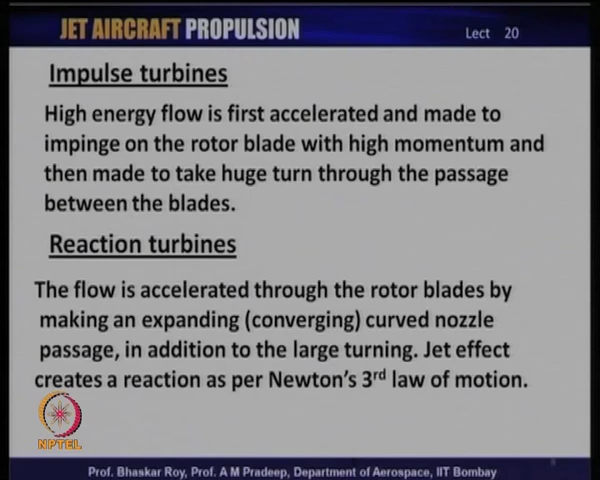 JET AIRCRAFT PROPULSION
Lect 20
Impulse turbines
High energy flow is first accelerated and made to
impinge on the rotor blade with high momentum and
then made to take huge turn through the passage
between the blades.
Reaction turbines
The flow is accelerated through the rotor blades by
making an expanding (converging) curved nozzle
passage, in addition to the large turning. Jet effect
creates a reaction as per Newton's 3rd law of motion.
NPTEL
Prof. Bhaskar Roy, Prof. A M Pradeep, Department of Aerospace, IIT Bombay